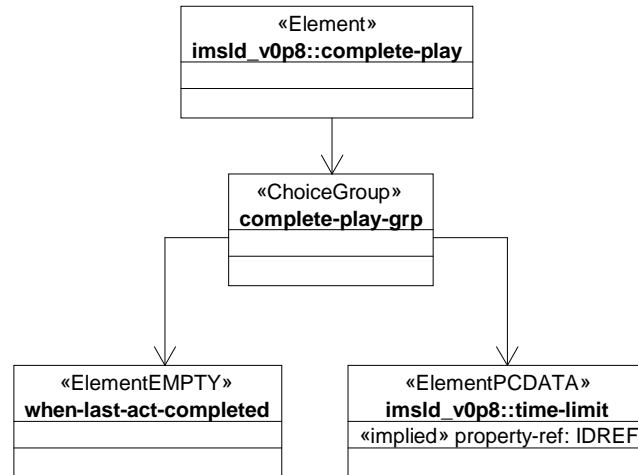 «Element»
imsld_v0p8::complete-play
«ChoiceGroup»
complete-play-grp
«ElementEMPTY»
when-last-act-completed
«ElementPCDATA»
imsld_v0p8::time-limit
«implied» property-ref: IDREF